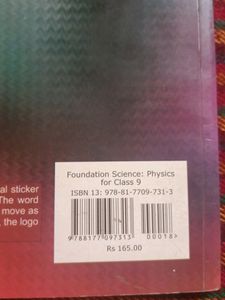 al sticker
The word
move as
, the logo
Foundation Science: Physics
for Class 9
ISBN 13: 978-81-7709-731-3
9788177097313
00018
Rs 165.00